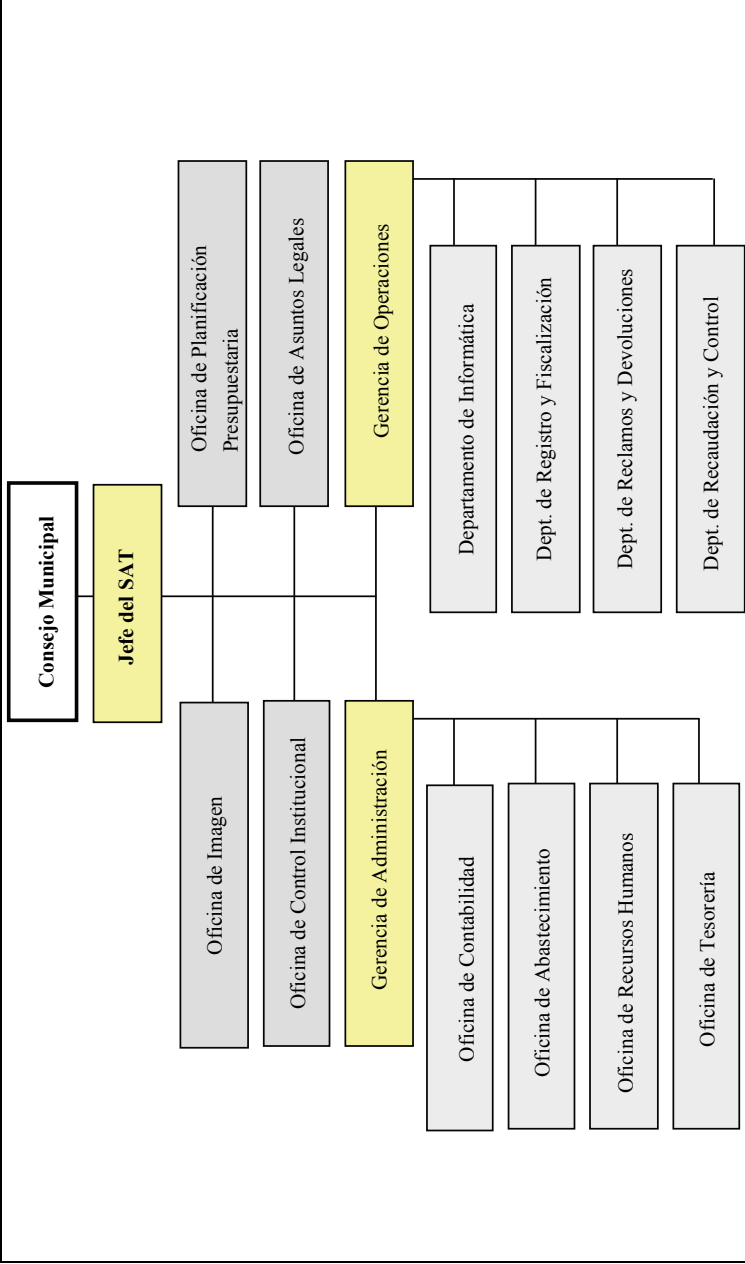 Consejo Municipal
Jefe del SAT
Oficina de Imagen
Oficina de Planificación
Presupuestaria
Oficina de Control Institucional
Oficina de Asuntos Legales
Gerencia de Administración
Gerencia de Operaciones
Oficina de Contabilidad
Oficina de Abastecimiento
Oficina de Recursos Humanos
Oficina de Tesorería
Departamento de Informática
Dept. de Registro y Fiscalización
Dept. de Reclamos y Devoluciones
Dept. de Recaudación y Control